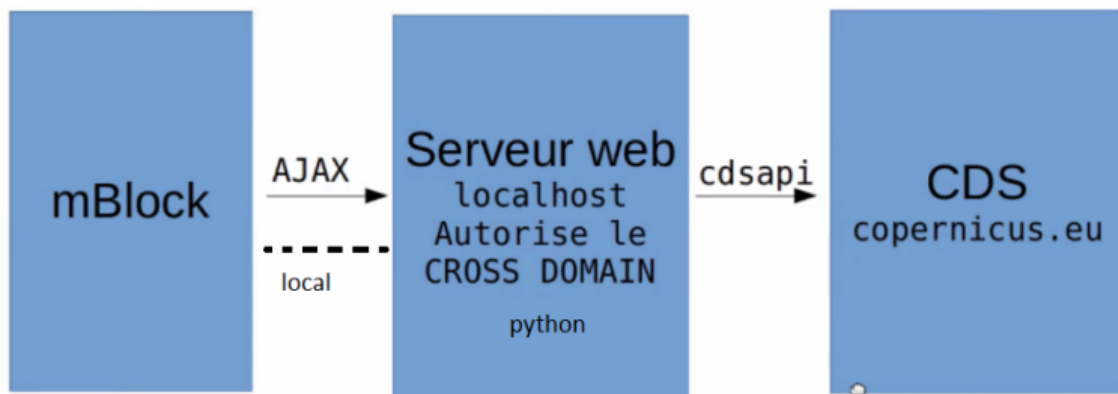 mBlock
AJAX
local
Serveur web
localhost
Autorise le
CROSS DOMAIN
python
cdsapi
CDS
copernicus.eu